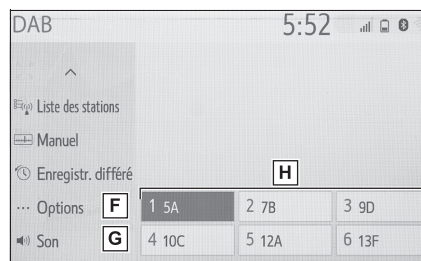 DAB 5:52
Liste des stations
Manuel
Enregistr. différé
H
Options F 1 5A 2 7B 3 9D
Son G 4 10C 5 12A 6 13F